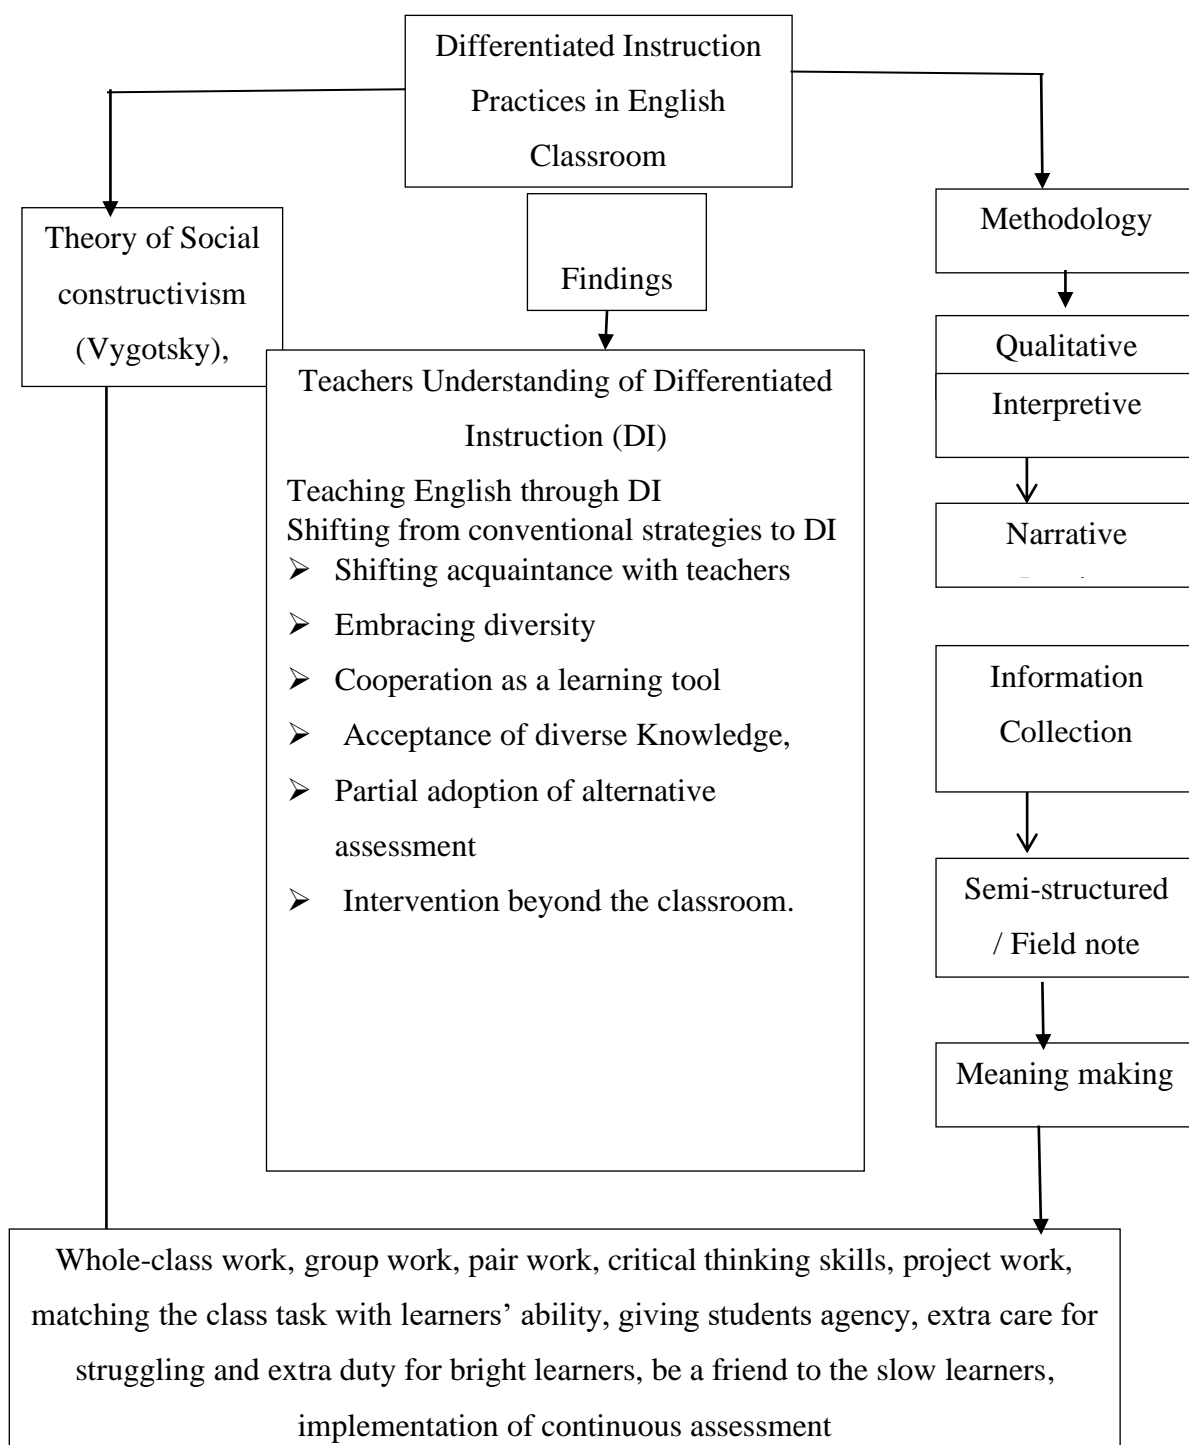 Differentiated Instruction
Practices in English
Classroom
Theory of Social
constructivism
(Vygotsky),
Findings
Teachers Understanding of Differentiated
Instruction (DI)
Teaching English through DI
Shifting from conventional strategies to DI
➢ Shifting acquaintance with teachers
➢ Embracing diversity
➢ Cooperation as a learning tool
➢ Acceptance of diverse Knowledge,
➢ Partial adoption of alternative
assessment
➢ Intervention beyond the classroom.
Methodology
Qualitative
Interpretive
Narrative
Information
Collection
Semi-structured
/ Field note
Meaning making
Whole-class work, group work, pair work, critical thinking skills, project work,
matching the class task with learners’ ability, giving students agency, extra care for
struggling and extra duty for bright learners, be a friend to the slow learners,
implementation of continuous assessment